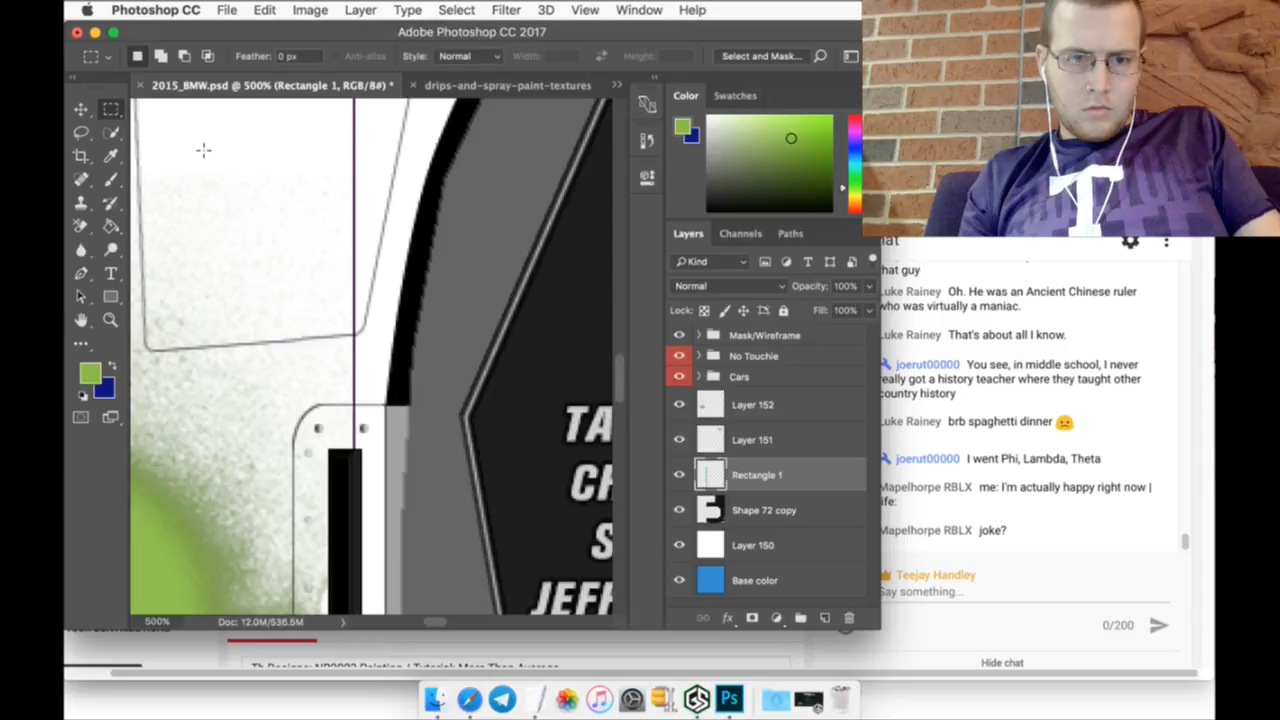 Photoshop CC File Edit Image Layer Type Select Filter 3D View Window Help
Adobe Photoshop CC 2017
Feather: 0 px Anti-alias Style: Normal Width: Height: Select and Mask...
2015_BMW.psd @ 500% (Rectangle 1, RGB/8#) * drips-and-spray-paint-textures
Color Swatches
Layers Channels Paths
Kind
Normal Opacity: 100%
Lock: Fill: 100%
Mask/Wireframe
No Touchie
Cars
Layer 152
Layer 151
Rectangle 1
Shape 72 copy
Layer 150
Base color
fx
TA
CH
S
JEFF
500% Doc: 12.0M/536.5M
T
hat
that guy
Luke Rainey Oh. He was an Ancient Chinese ruler
who was virtually a maniac.
Luke Rainey That's about all I know.
joerut00000 You see, in middle school, I never
really got a history teacher where they taught other
country history
Luke Rainey brb spaghetti dinner
joerut00000 I went Phi, Lambda, Theta
Mapelhorpe RBLX me: I'm actually happy right now |
life:
Mapelhorpe RBLX joke?
Teejay Handley
Say something...
0/200
Hide chat
Ps